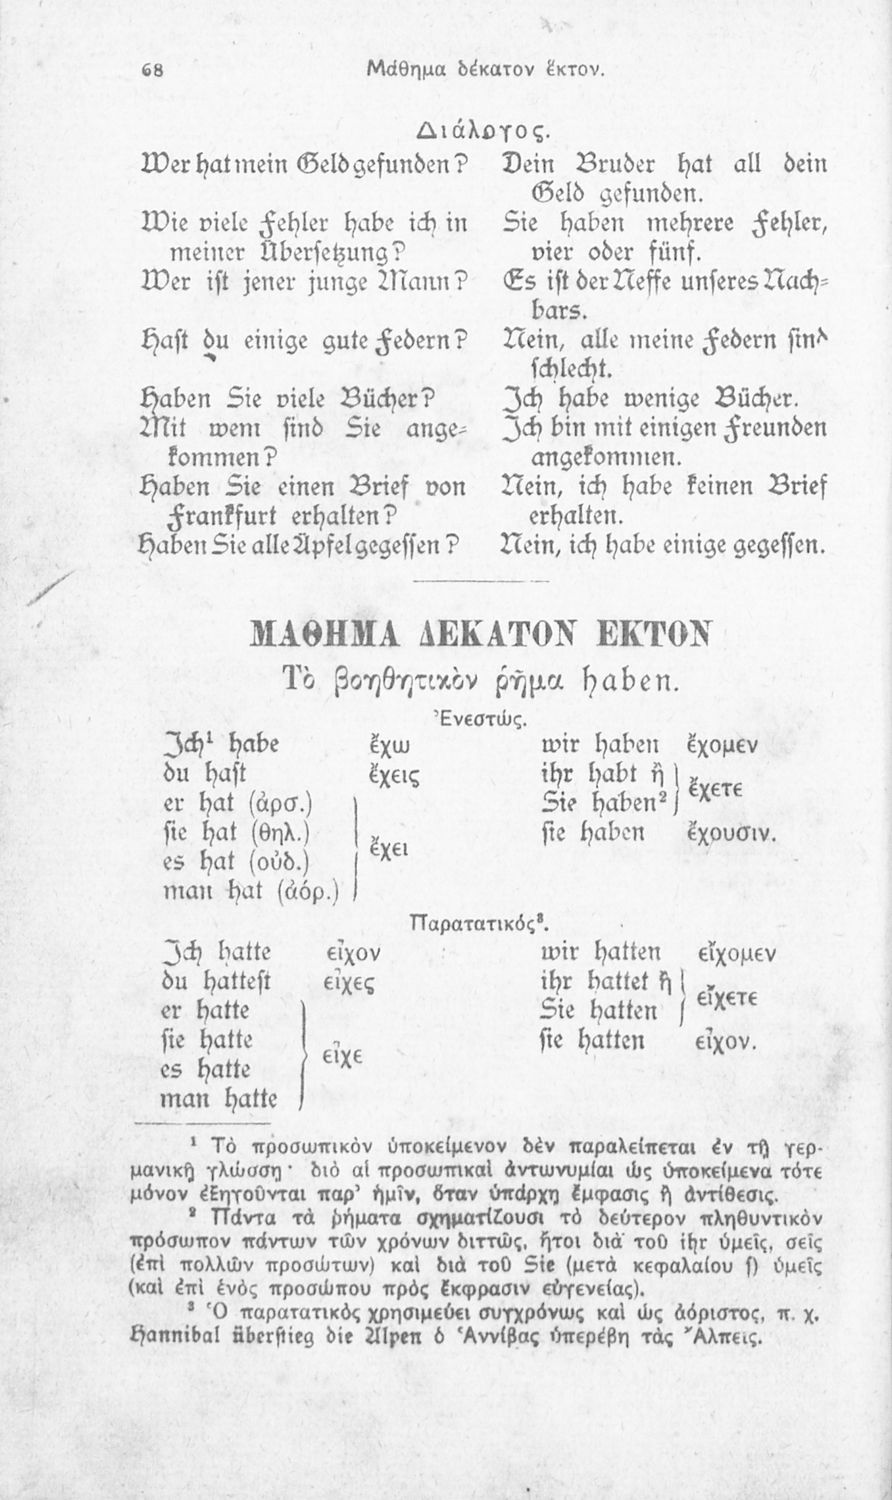 68 Μάθημα δέκατον ἕκτον.
Διάλογος.
Wer hat mein Geld gefunden? Dein Bruder hat all dein
Geld gefunden.
Wie viele Fehler habe ich in Sie haben mehrere Fehler,
meiner Übersetzung? vier oder fünf.
Wer ist jener junge Mann? Es ist der Neffe unseres Nach-
bars.
Hast du einige gute Federn? Nein, alle meine Federn sind
schlecht.
Haben Sie viele Bücher? Ich habe wenige Bücher.
Mit wem sind Sie ange- Ich bin mit einigen Freunden
kommen? angekommen.
Haben Sie einen Brief von Nein, ich habe keinen Brief
Frankfurt erhalten? erhalten.
Haben Sie alle Äpfel gegessen? Nein, ich habe einige gegessen.
ΜΑΘΗΜΑ ΔΕΚΑΤΟΝ ΕΚΤΟΝ
Τὸ βοηθητικὸν ῥῆμα haben.
Ἐνεστώς.
Ich¹ habe ἔχω wir haben ἔχομεν
du hast ἔχεις ihr habt ἢ
er hat (ἀρσ.) Sie haben² ἔχετε
sie hat (θηλ.) sie haben ἔχουσιν.
es hat (οὐδ.) ἔχει
man hat (ἀόρ.)
Παρατατικός³.
Ich hatte εἶχον wir hatten εἴχομεν
du hattest εἶχες ihr hattet ἢ
er hatte Sie hatten εἴχετε
sie hatte sie hatten εἶχον.
es hatte εἶχε
man hatte
¹ Τὸ προσωπικὸν ὑποκείμενον δὲν παραλείπεται ἐν τῇ γερ-
μανικῇ γλώσσῃ· διὸ αἱ προσωπικαὶ ἀντωνυμίαι ὡς ὑποκείμενα τότε
μόνον ἐξηγοῦνται παρ’ ἡμῖν, ὅταν ὑπάρχῃ ἔμφασις ἢ ἀντίθεσις.
² Πάντα τὰ ῥήματα σχηματίζουσι τὸ δεύτερον πληθυντικὸν
πρόσωπον πάντων τῶν χρόνων διττῶς, ἤτοι διὰ τοῦ ihr ὑμεῖς, σεῖς
(ἐπὶ πολλῶν προσώπων) καὶ διὰ τοῦ Sie (μετὰ κεφαλαίου ſ) ὑμεῖς
(καὶ ἐπὶ ἑνὸς προσώπου πρὸς ἔκφρασιν εὐγενείας).
³ Ὁ παρατατικὸς χρησιμεύει συγχρόνως καὶ ὡς ἀόριστος, π. χ.
Hannibal überstieg die Alpen ὁ Ἀννίβας ὑπερέβη τὰς Ἄλπεις.